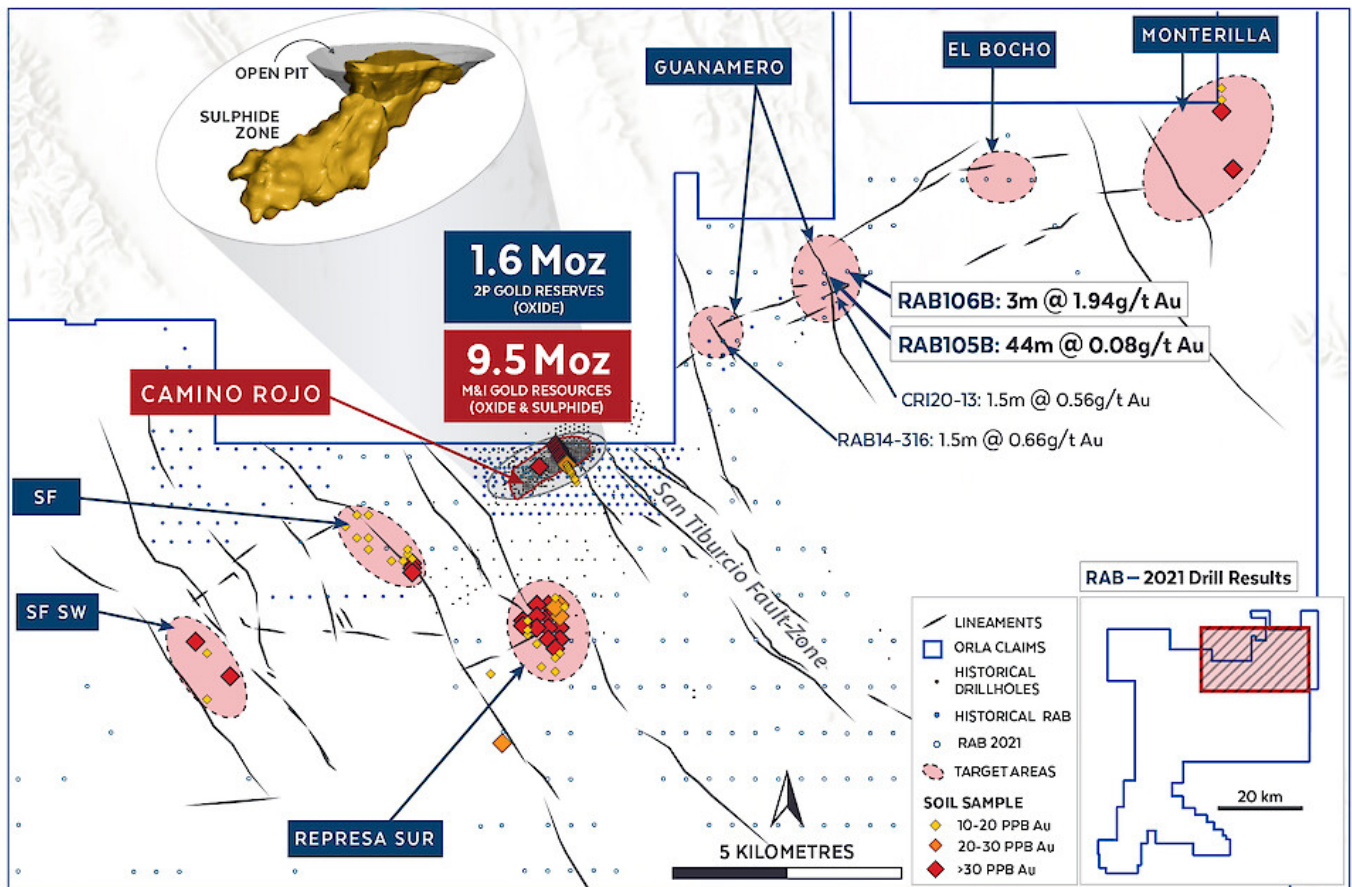 OPEN PIT
SULPHIDE
ZONE
GUANAMERO
EL BOCHO
MONTERILLA
1.6 Moz
2P GOLD RESERVES
(OXIDE)
9.5 Moz
M&I GOLD RESOURCES
(OXIDE & SULPHIDE)
CAMINO ROJO
RAB106B: 3m @ 1.94g/t Au
RAB105B: 44m @ 0.08g/t Au
CRI20-13: 1.5m @ 0.56g/t Au
RAB14-316: 1.5m @ 0.66g/t Au
SF
San Tiburcio Fault-Zone
SF SW
REPRESA SUR
5 KILOMETRES
RAB – 2021 Drill Results
LINEAMENTS
ORLA CLAIMS
HISTORICAL
DRILLHOLES
HISTORICAL RAB
RAB 2021
TARGET AREAS
SOIL SAMPLE
10-20 PPB Au
20-30 PPB Au
>30 PPB Au
20 km